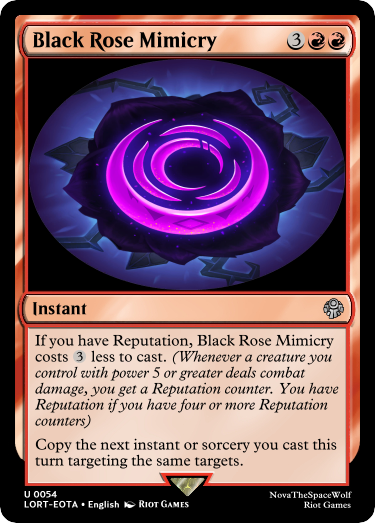 Black Rose Mimicry 3
Instant
If you have Reputation, Black Rose Mimicry
costs 3 less to cast. (Whenever a creature you
control with power 5 or greater deals combat
damage, you get a Reputation counter. You have
Reputation if you have four or more Reputation
counters)
Copy the next instant or sorcery you cast this
turn targeting the same targets.
U 0054
LORT-EOTA • English Riot Games
NovaTheSpaceWolf
Riot Games